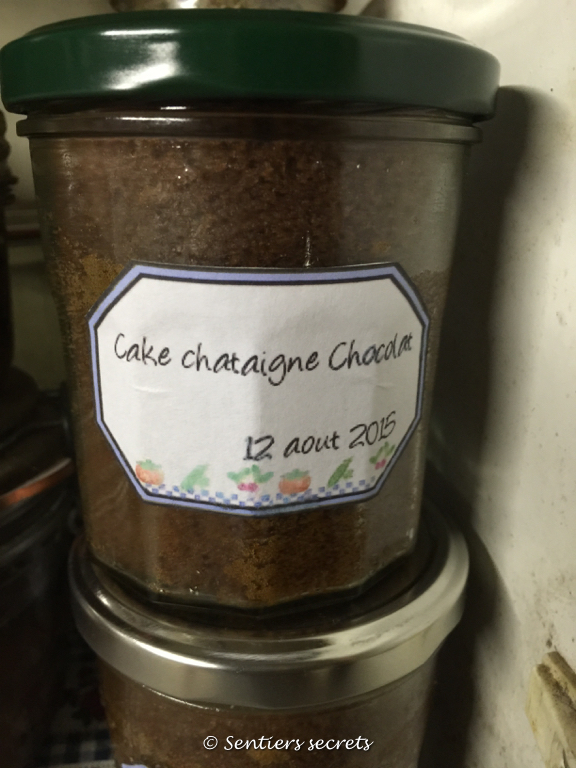 Cake chataigne Chocolat
12 aout 2015
© Sentiers secrets